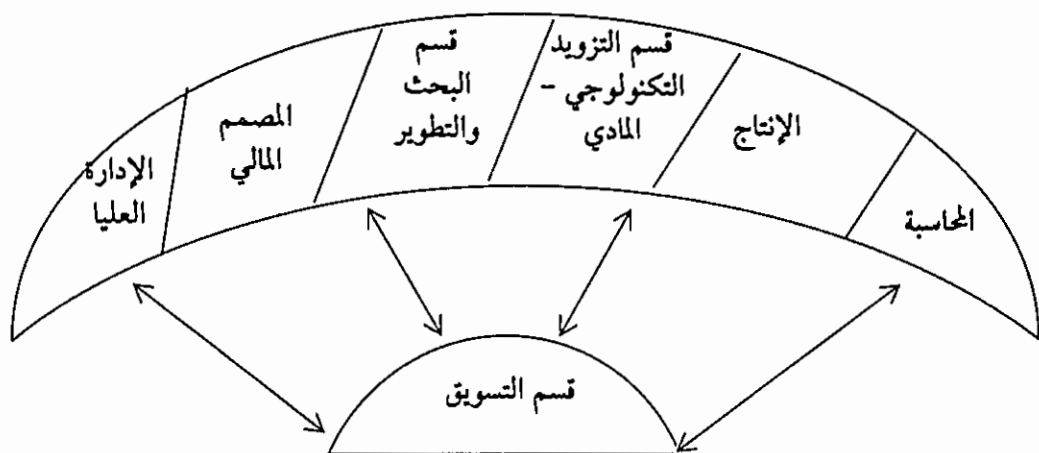 الإدارة
العليا
المصمم
المالي
قسم
البحث
والتطوير
قسم التزويد
التكنولوجي –
المادي
الإنتاج
المحاسبة
قسم التسويق